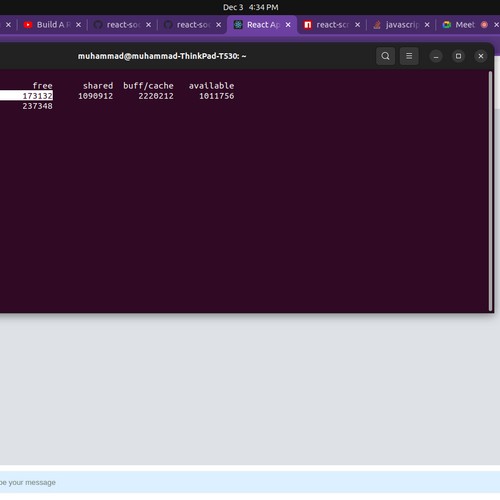 Dec 3 4:34 PM
Build A R react-so react-so React Ap react-scr javascrip Meet
muhammad@muhammad-ThinkPad-T530: ~
free shared buff/cache available
173132 1090912 2220212 1011756
237348
pe your message